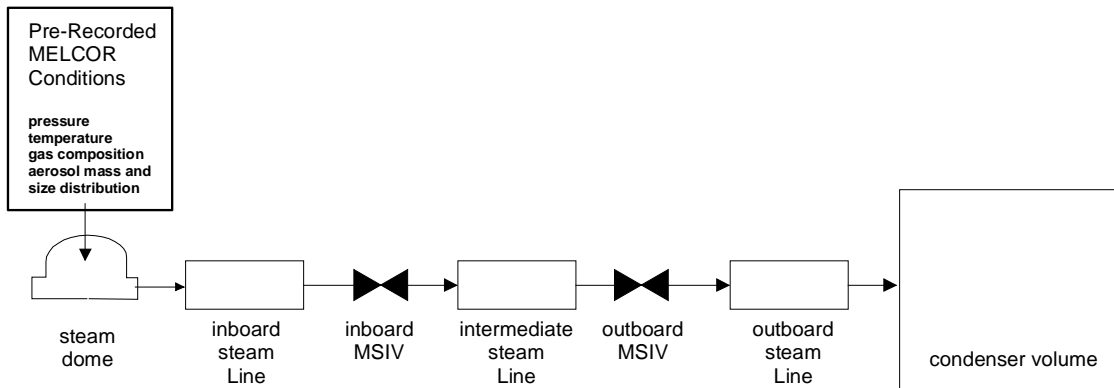 Pre-Recorded
MELCOR
Conditions
pressure
temperature
gas composition
aerosol mass and
size distribution
steam
dome
inboard
steam
Line
inboard
MSIV
intermediate
steam
Line
outboard
MSIV
outboard
steam
Line
condenser volume